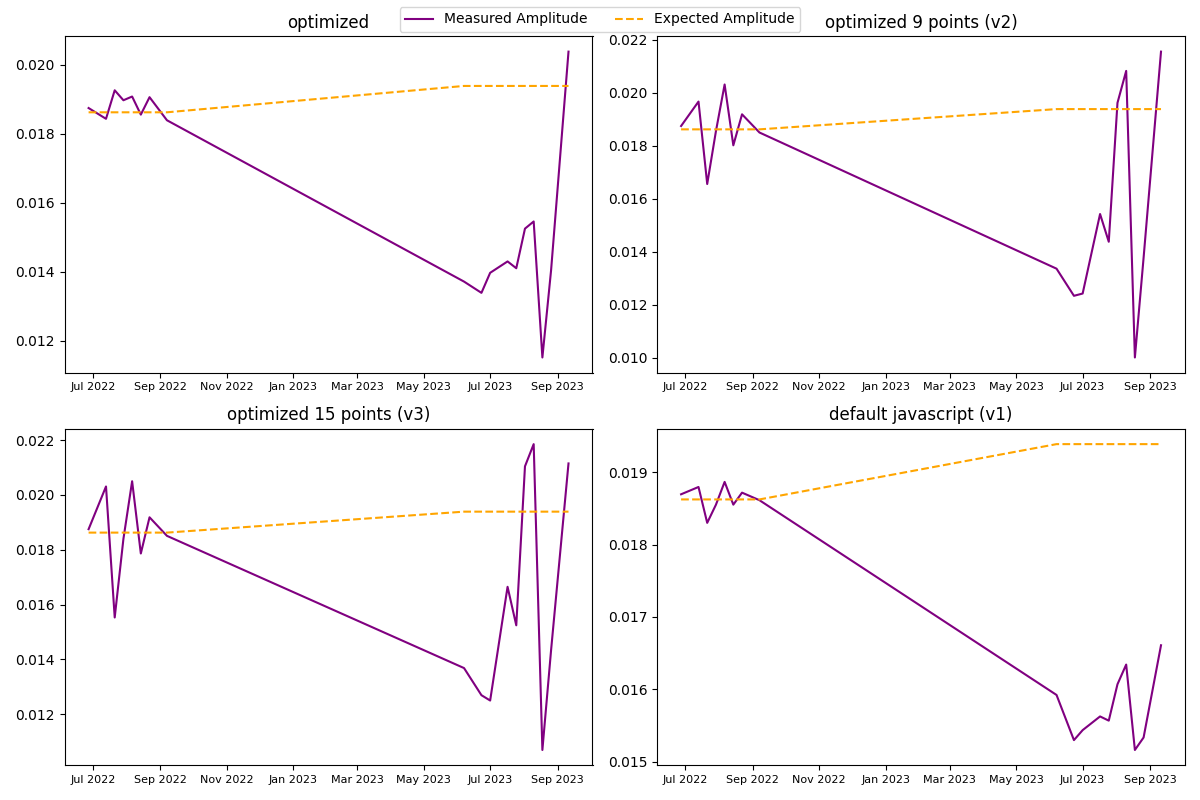 optimized
Measured Amplitude
Expected Amplitude
optimized 9 points (v2)
0.020
0.018
0.016
0.014
0.012
Jul 2022 Sep 2022 Nov 2022 Jan 2023 Mar 2023 May 2023 Jul 2023 Sep 2023
0.022
0.020
0.018
0.016
0.014
0.012
0.010
Jul 2022 Sep 2022 Nov 2022 Jan 2023 Mar 2023 May 2023 Jul 2023 Sep 2023
optimized 15 points (v3)
0.022
0.020
0.018
0.016
0.014
0.012
Jul 2022 Sep 2022 Nov 2022 Jan 2023 Mar 2023 May 2023 Jul 2023 Sep 2023
default javascript (v1)
0.019
0.018
0.017
0.016
0.015
Jul 2022 Sep 2022 Nov 2022 Jan 2023 Mar 2023 May 2023 Jul 2023 Sep 2023